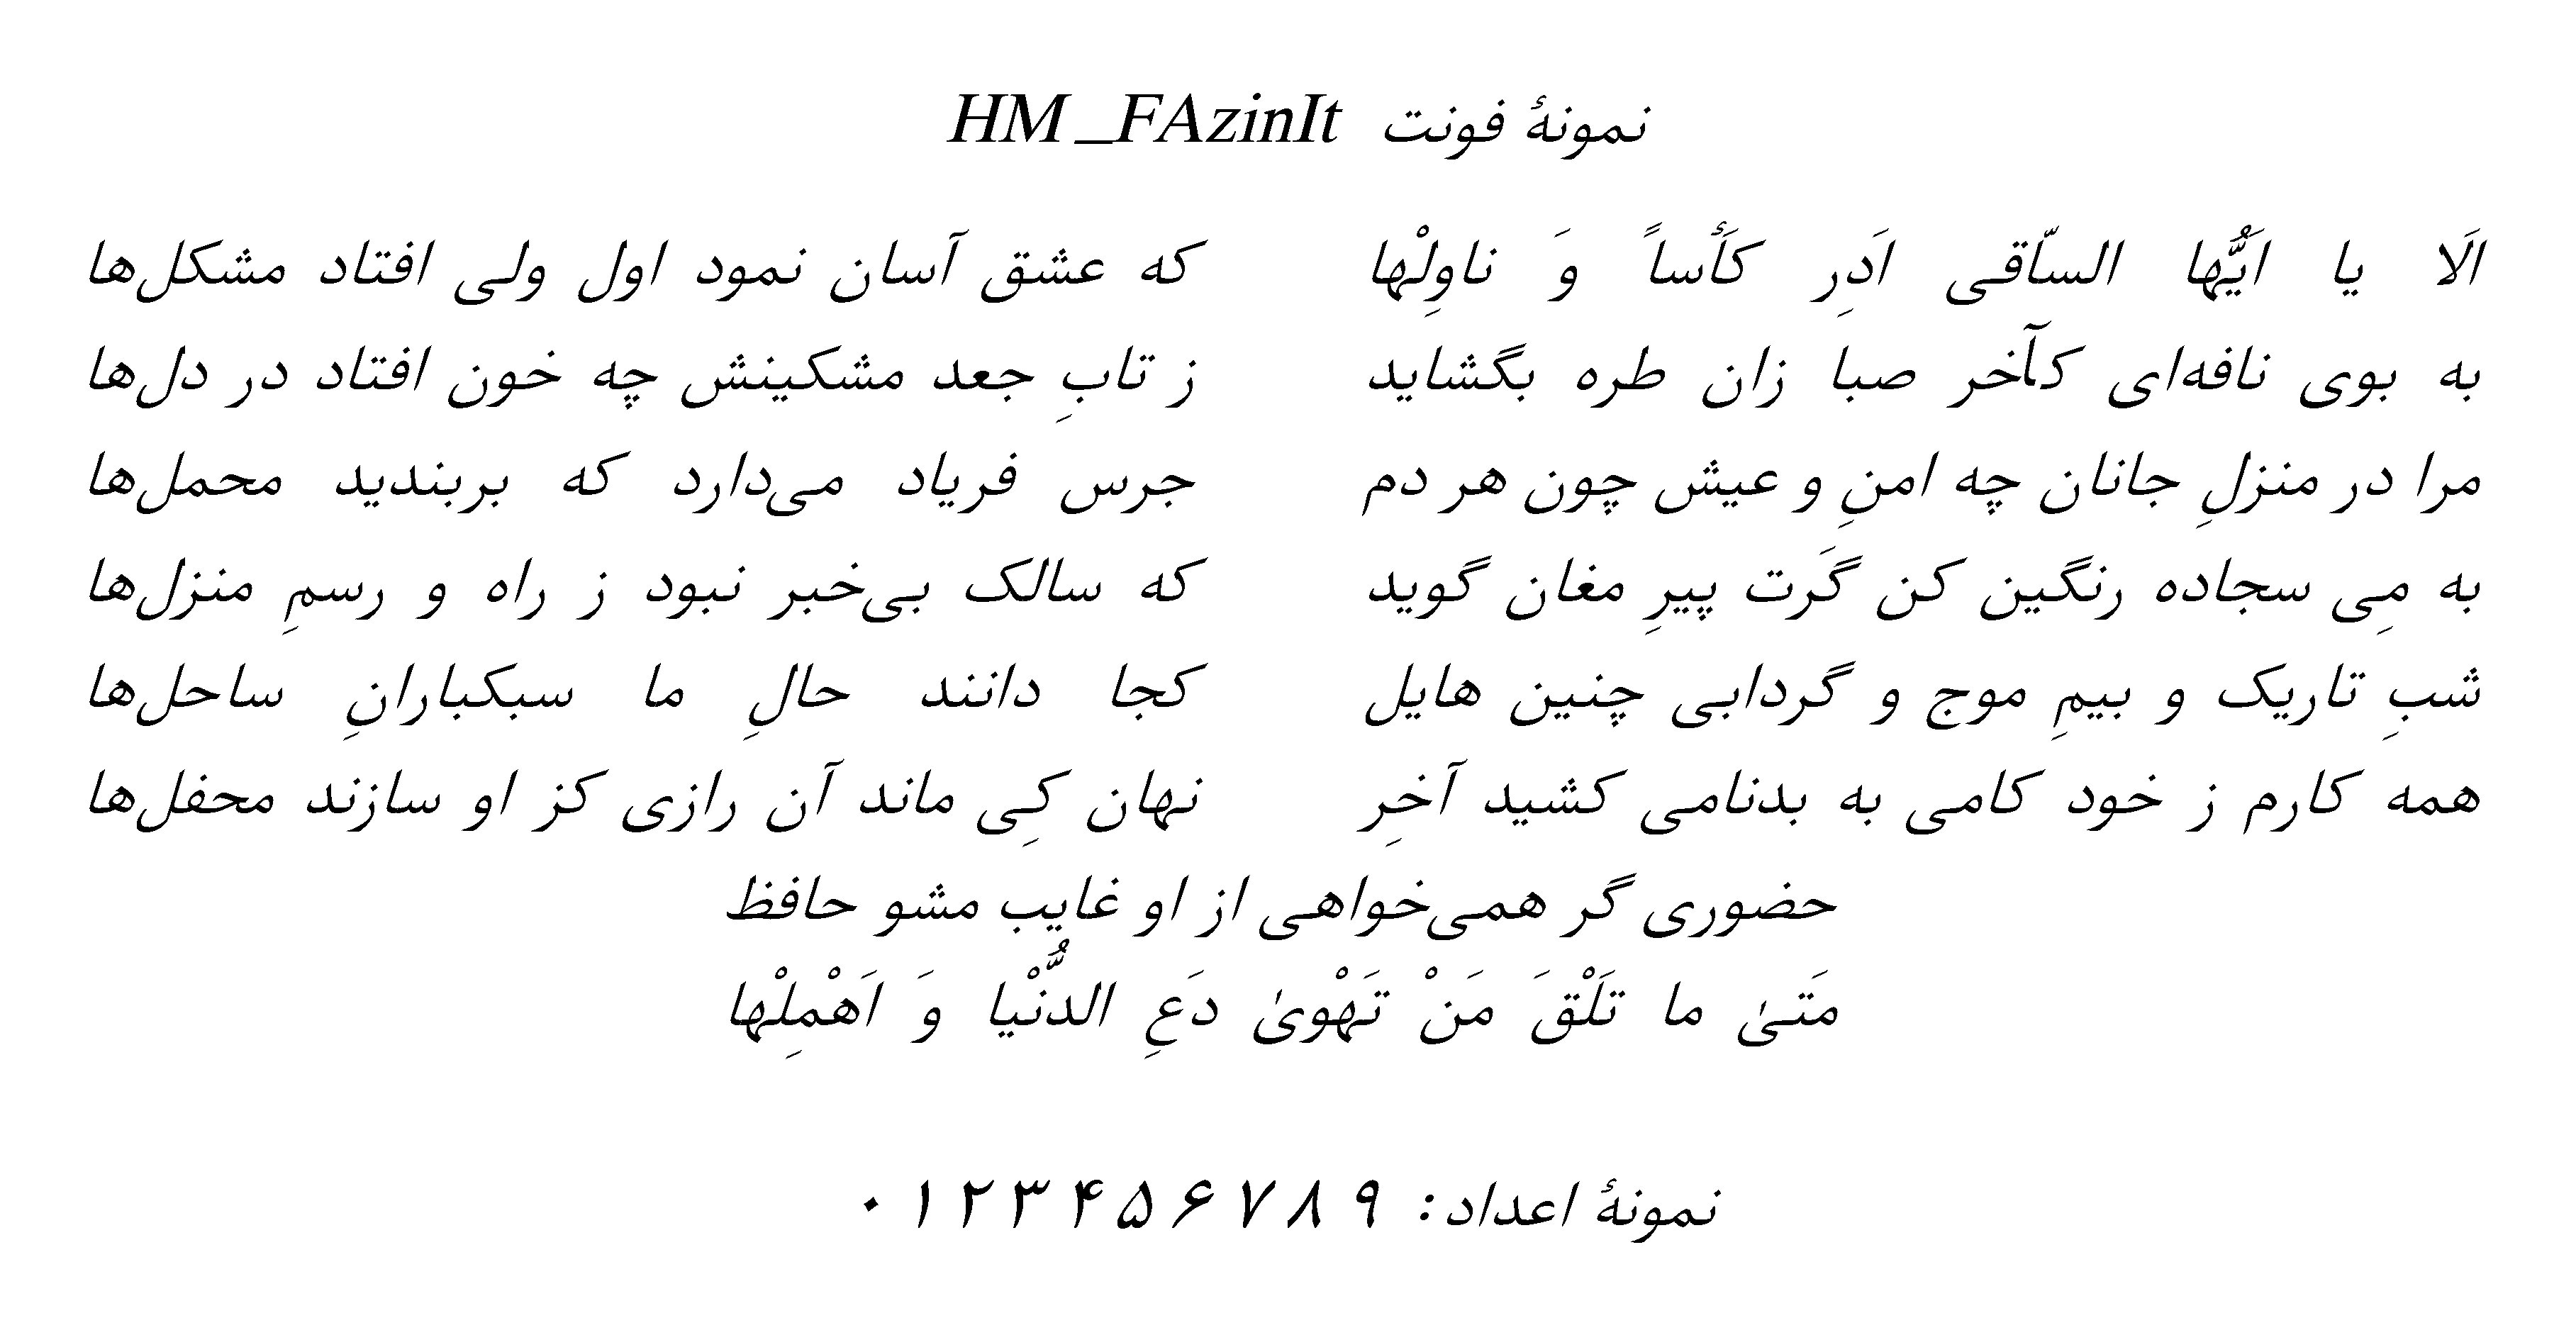 نمونهٔ فونت HM_FAzinIt
اَلا یا اَیُّها السّاقی اَدَرِ کَأساً وَ ناوِلْها که عشق آسان نمود اول ولی افتاد مشکل‌ها
به بوی نافه‌ای کآخر صبا زان طره بگشاید ز تابِ جعد مشکینش چه خون افتاد در دل‌ها
مرا در منزلِ جانان چه امنِ و عیش چون هر دم جرس فریاد می‌دارد که بربندید محمل‌ها
به مِی سجاده رنگین کن گَرت پیرِ مغان گوید که سالک بی‌خبر نبود ز راه و رسمِ منزل‌ها
شبِ تاریک و بیمِ موج و گردابی چنین هایل کجا دانند حالِ ما سبکبارانِ ساحل‌ها
همه کارم ز خود کامی به بدنامی کشید آخرِ نهان کِی ماند آن رازی کز او سازند محفل‌ها
حضوری گر همی‌خواهی از او غایب مشو حافظ
مَتیٰ ما تَلْقَ مَنْ تَهْویٰ دَعِ الدُّنْیا وَ اَهْمِلْها
نمونهٔ اعداد: ۰ ۱ ۲ ۳ ۴ ۵ ۶ ۷ ۸ ۹